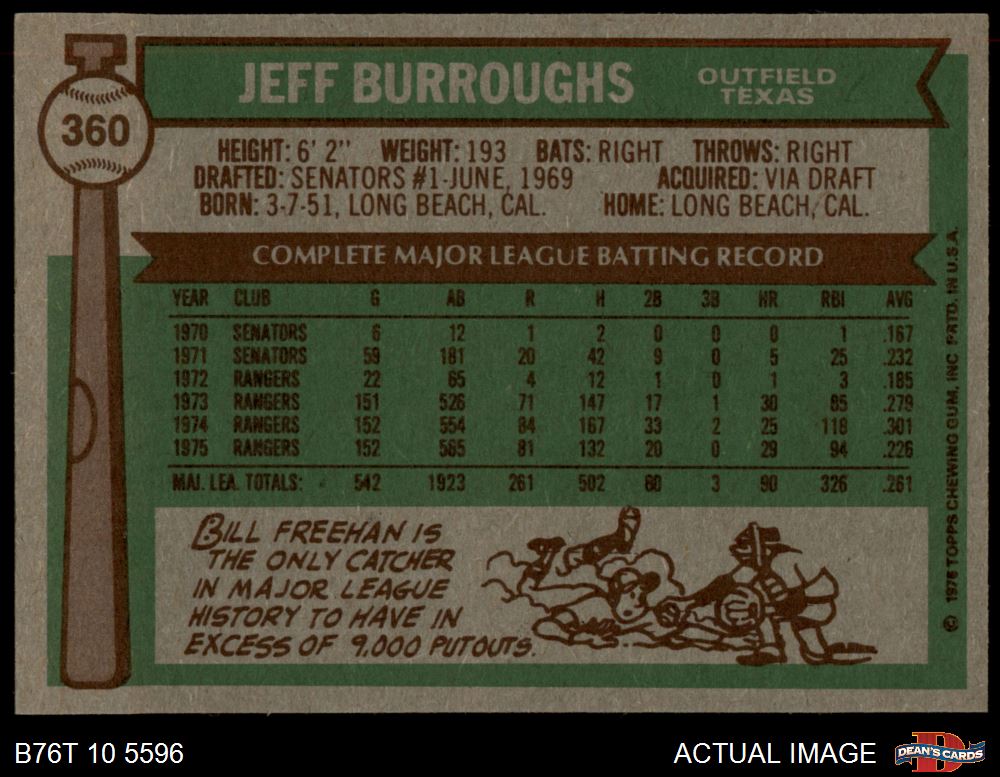 JEFF BURROUGHS
OUTFIELD
TEXAS
360
HEIGHT: 6' 2" WEIGHT: 193 BATS: RIGHT THROWS: RIGHT
DRAFTED: SENATORS #1-JUNE, 1969 ACQUIRED: VIA DRAFT
BORN: 3-7-51, LONG BEACH, CAL. HOME: LONG BEACH, CAL.
COMPLETE MAJOR LEAGUE BATTING RECORD
YEAR CLUB G AB R H 2B 3B HR RBI AVG
1970 SENATORS 6 12 1 2 0 0 0 1 .167
1971 SENATORS 59 181 20 42 9 0 5 25 .232
1972 RANGERS 22 65 4 12 1 0 1 3 .185
1973 RANGERS 151 526 71 147 17 1 30 85 .279
1974 RANGERS 152 554 84 167 33 2 25 118 .301
1975 RANGERS 152 585 81 132 20 0 29 94 .226
MAJ. LEA. TOTALS: 542 1923 261 502 80 3 90 326 .261
BILL FREEHAN IS
THE ONLY CATCHER
IN MAJOR LEAGUE
HISTORY TO HAVE IN
EXCESS OF 9,000 PUTOUTS.
© 1976 TOPPS CHEWING GUM, INC. PRTD. IN U.S.A.
B76T 10 5596
ACTUAL IMAGE
DEAN'S CARDS